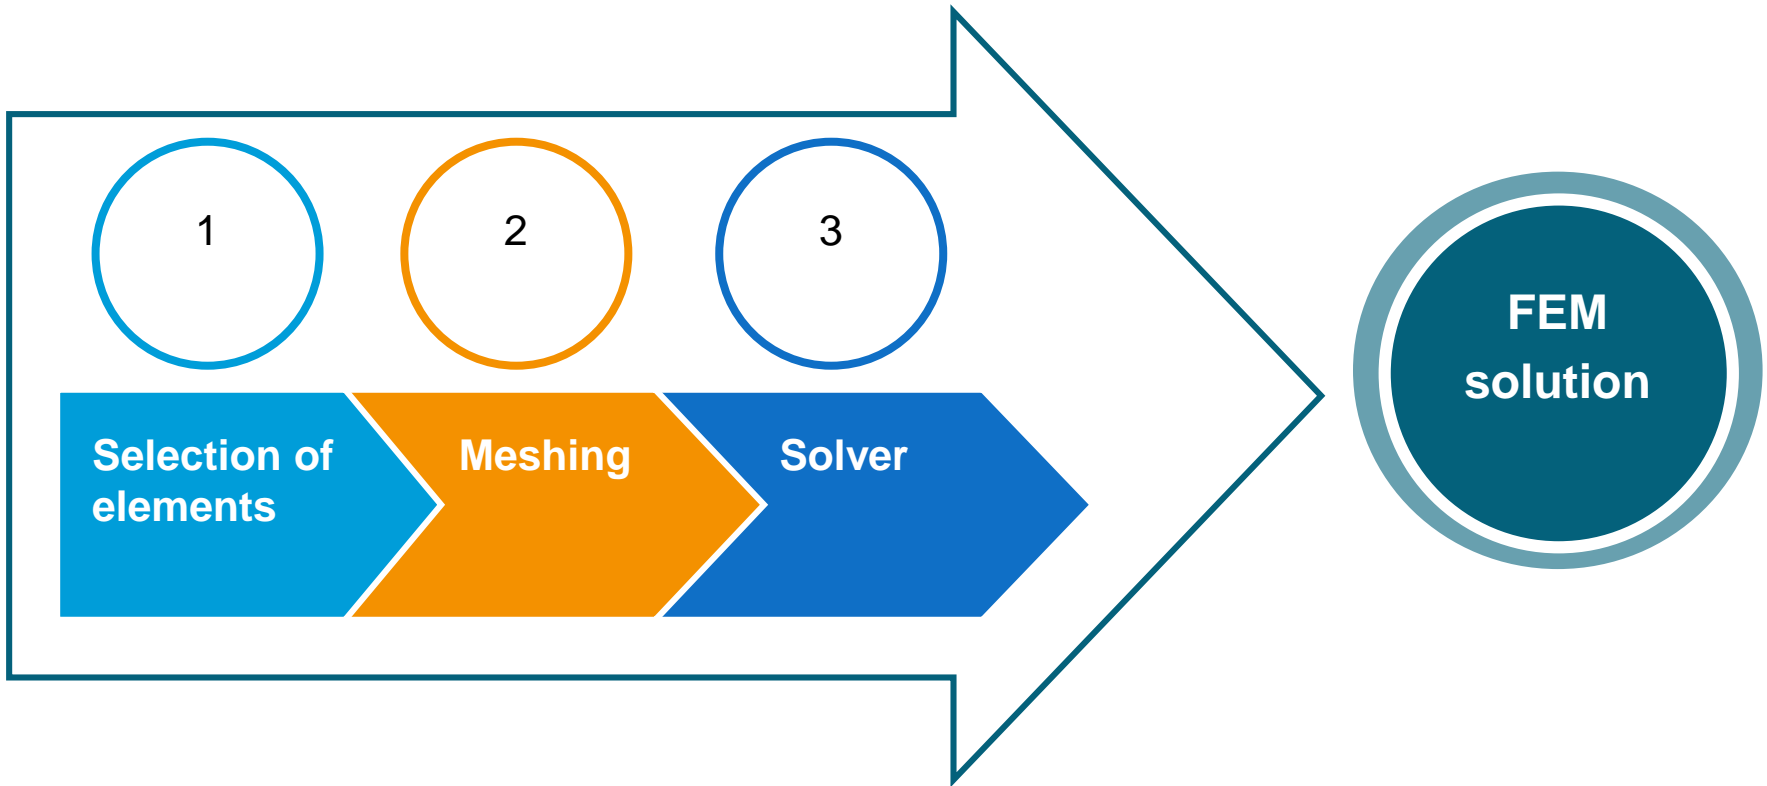 1
2
3
Selection of
elements
Meshing
Solver
FEM
solution